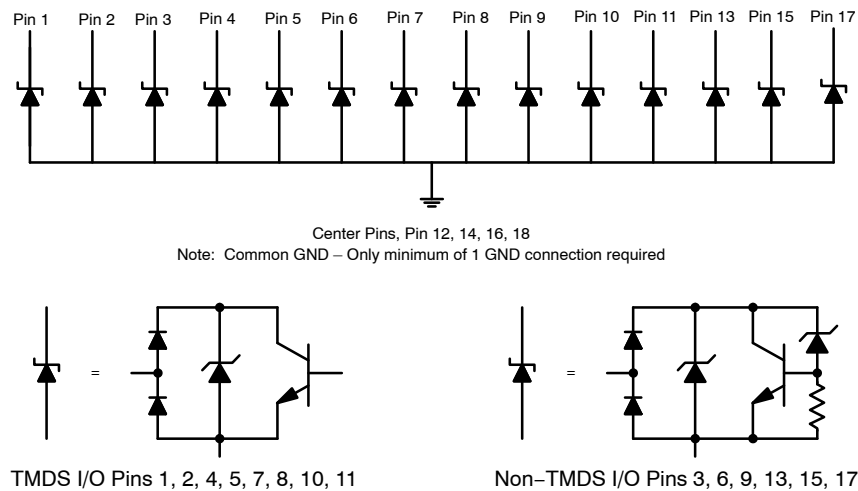 Pin 1 Pin 2 Pin 3 Pin 4 Pin 5 Pin 6 Pin 7 Pin 8 Pin 9 Pin 10 Pin 11 Pin 13 Pin 15 Pin 17
Center Pins, Pin 12, 14, 16, 18
Note: Common GND – Only minimum of 1 GND connection required
= =
TMDS I/O Pins 1, 2, 4, 5, 7, 8, 10, 11
Non−TMDS I/O Pins 3, 6, 9, 13, 15, 17